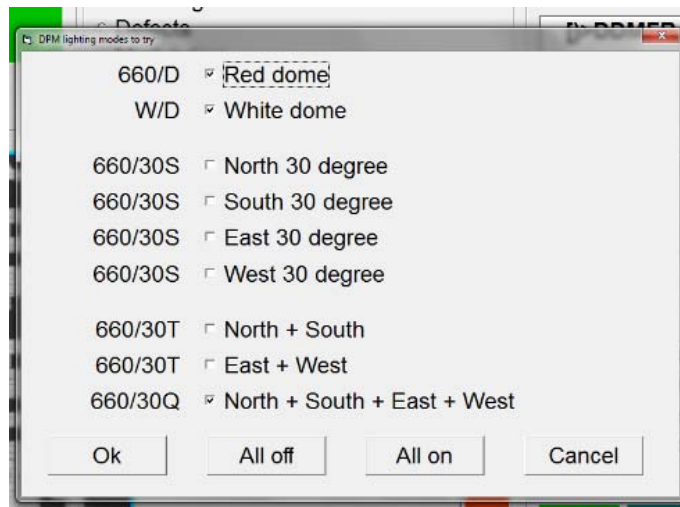 Defects
DPM lighting modes to try
660/D Red dome
W/D White dome
660/30S North 30 degree
660/30S South 30 degree
660/30S East 30 degree
660/30S West 30 degree
660/30T North + South
660/30T East + West
660/30Q North + South + East + West
Ok All off All on Cancel